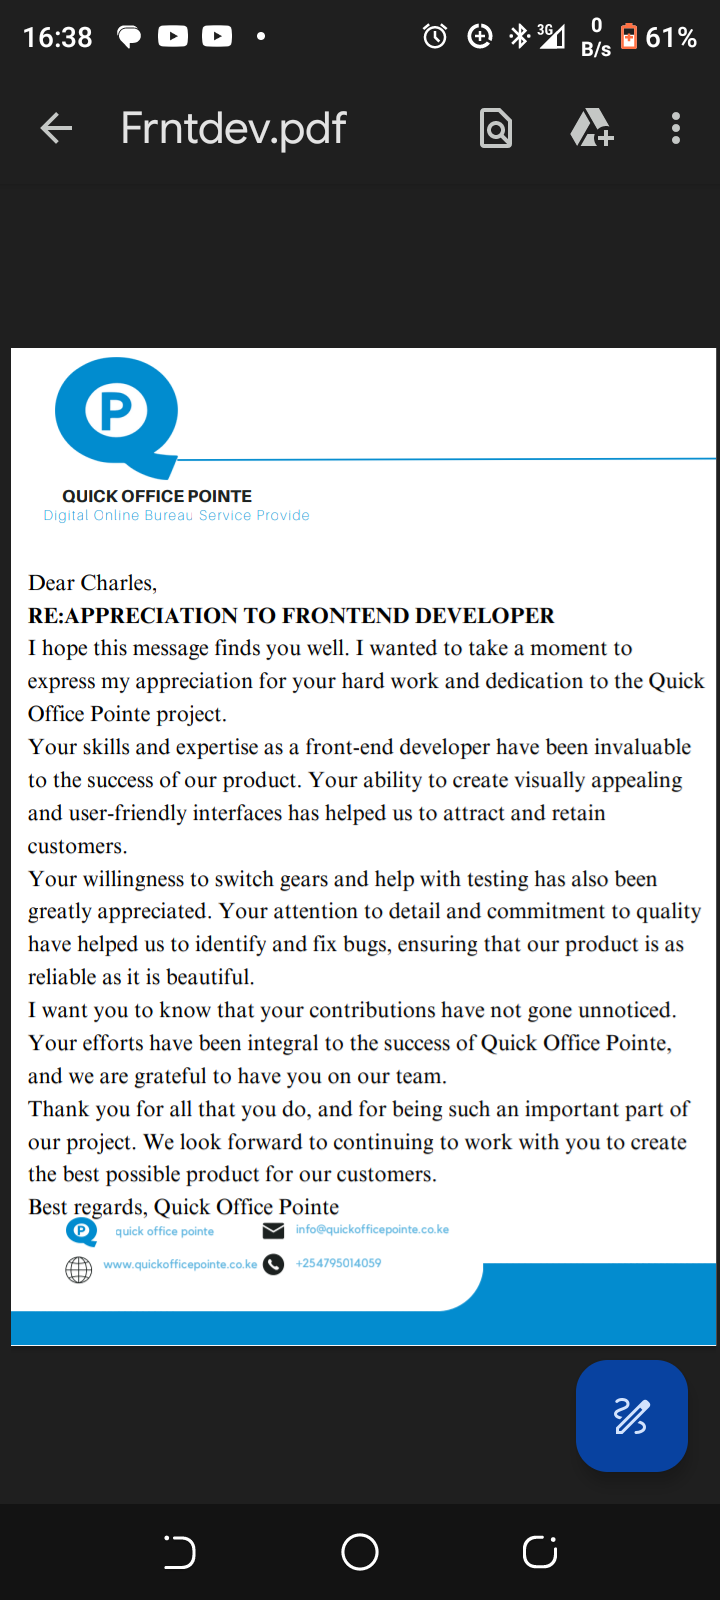 16:38
3G
0
B/s
61%
Frntdev.pdf
P
QUICK OFFICE POINTE
Digital Online Bureau Service Provide
Dear Charles,
RE:APPRECIATION TO FRONTEND DEVELOPER
I hope this message finds you well. I wanted to take a moment to
express my appreciation for your hard work and dedication to the Quick
Office Pointe project.
Your skills and expertise as a front-end developer have been invaluable
to the success of our product. Your ability to create visually appealing
and user-friendly interfaces has helped us to attract and retain
customers.
Your willingness to switch gears and help with testing has also been
greatly appreciated. Your attention to detail and commitment to quality
have helped us to identify and fix bugs, ensuring that our product is as
reliable as it is beautiful.
I want you to know that your contributions have not gone unnoticed.
Your efforts have been integral to the success of Quick Office Pointe,
and we are grateful to have you on our team.
Thank you for all that you do, and for being such an important part of
our project. We look forward to continuing to work with you to create
the best possible product for our customers.
Best regards, Quick Office Pointe
P quick office pointe info@quickofficepointe.co.ke
www.quickofficepointe.co.ke +254795014059